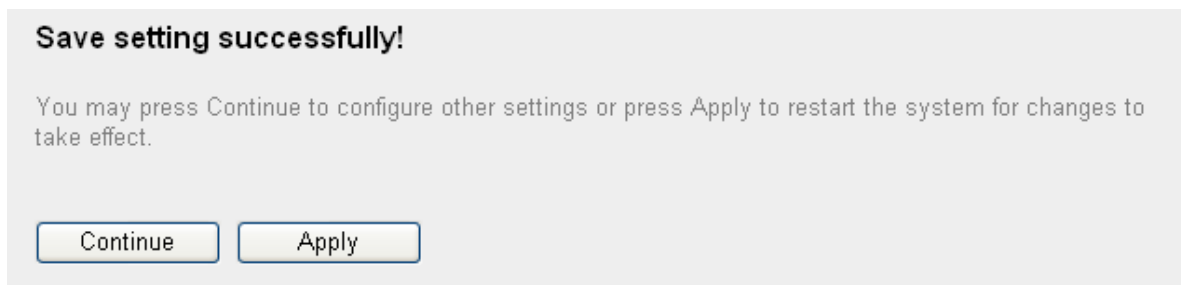 Save setting successfully!
You may press Continue to configure other settings or press Apply to restart the system for changes to
take effect.
Continue Apply